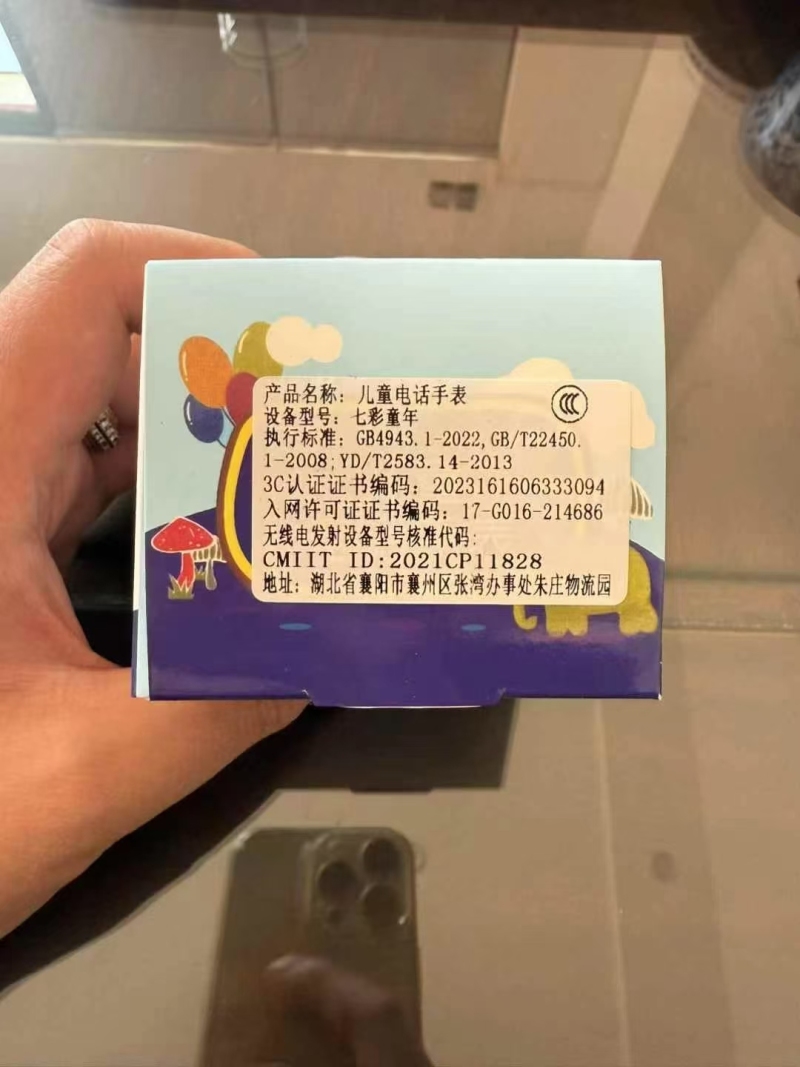 产品名称：儿童电话手表
设备型号：七彩童年
执行标准：GB4943.1-2022,GB/T22450.
1-2008;YD/T2583.14-2013
3C认证证书编码：2023161606333094
入网许可证证书编码：17-G016-214686
无线电发射设备型号核准代码：
CMIIT ID:2021CP11828
地址：湖北省襄阳市襄州区张湾办事处朱庄物流园